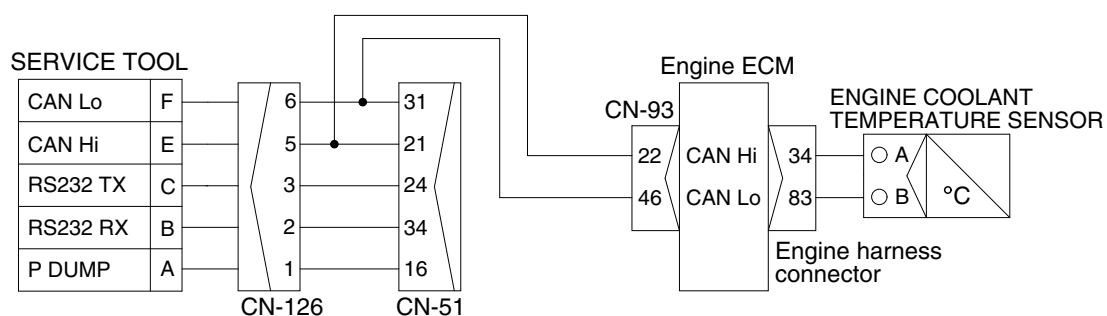 SERVICE TOOL
CAN Lo F 6 31
CAN Hi E 5 21
RS232 TX C 3 24
RS232 RX B 2 34
P DUMP A 1 16
CN-126 CN-51
Engine ECM
CN-93
22 CAN Hi 34
46 CAN Lo 83
Engine harness
connector
ENGINE COOLANT
TEMPERATURE SENSOR
A
B °C